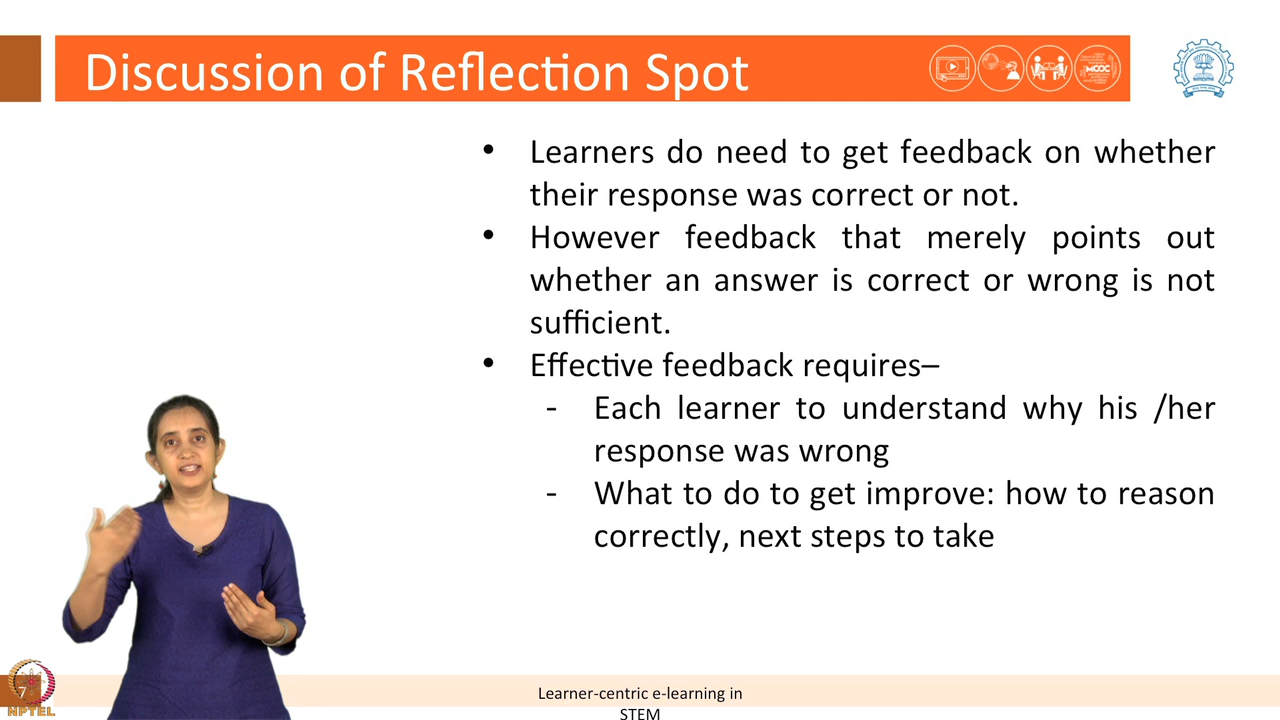 Discussion of Reflection Spot
MOOC
• Learners do need to get feedback on whether
their response was correct or not.
• However feedback that merely points out
whether an answer is correct or wrong is not
sufficient.
• Effective feedback requires–
- Each learner to understand why his /her
response was wrong
- What to do to get improve: how to reason
correctly, next steps to take
7
NPTEL
Learner-centric e-learning in
STEM